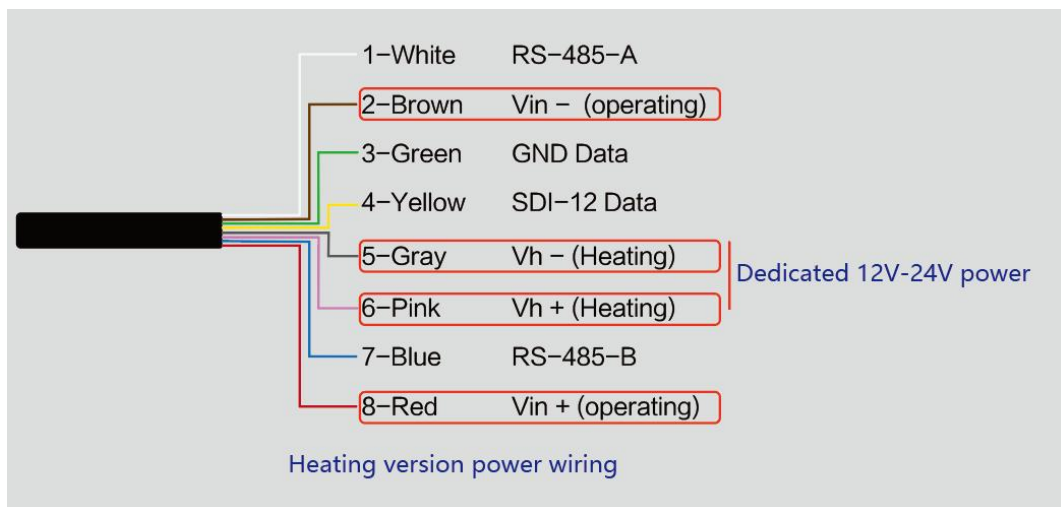 1-White RS-485-A
2-Brown Vin - (operating)
3-Green GND Data
4-Yellow SDI-12 Data
5-Gray Vh - (Heating)
Dedicated 12V-24V power
6-Pink Vh + (Heating)
7-Blue RS-485-B
8-Red Vin + (operating)
Heating version power wiring